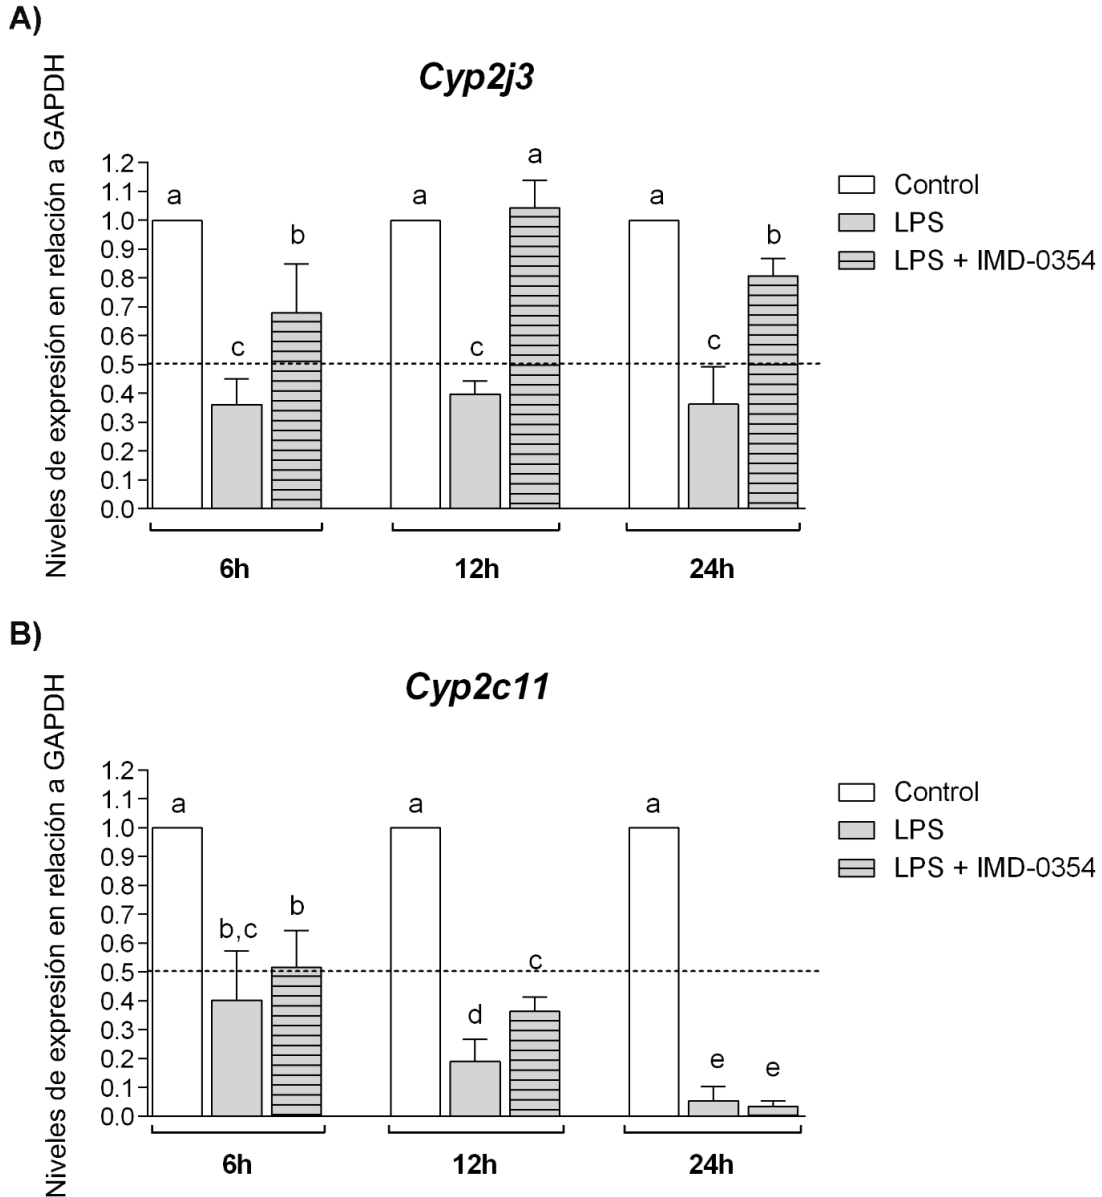 A)
Cyp2j3
Niveles de expresión en relación a GAPDH
1.2
1.1
1.0
0.9
0.8
0.7
0.6
0.5
0.4
0.3
0.2
0.1
0.0
a
c
b
a
c
a
a
c
b
Control
LPS
LPS + IMD-0354
6h
12h
24h
B)
Cyp2c11
Niveles de expresión en relación a GAPDH
1.2
1.1
1.0
0.9
0.8
0.7
0.6
0.5
0.4
0.3
0.2
0.1
0.0
a
b,c
b
a
d
c
a
e
e
Control
LPS
LPS + IMD-0354
6h
12h
24h